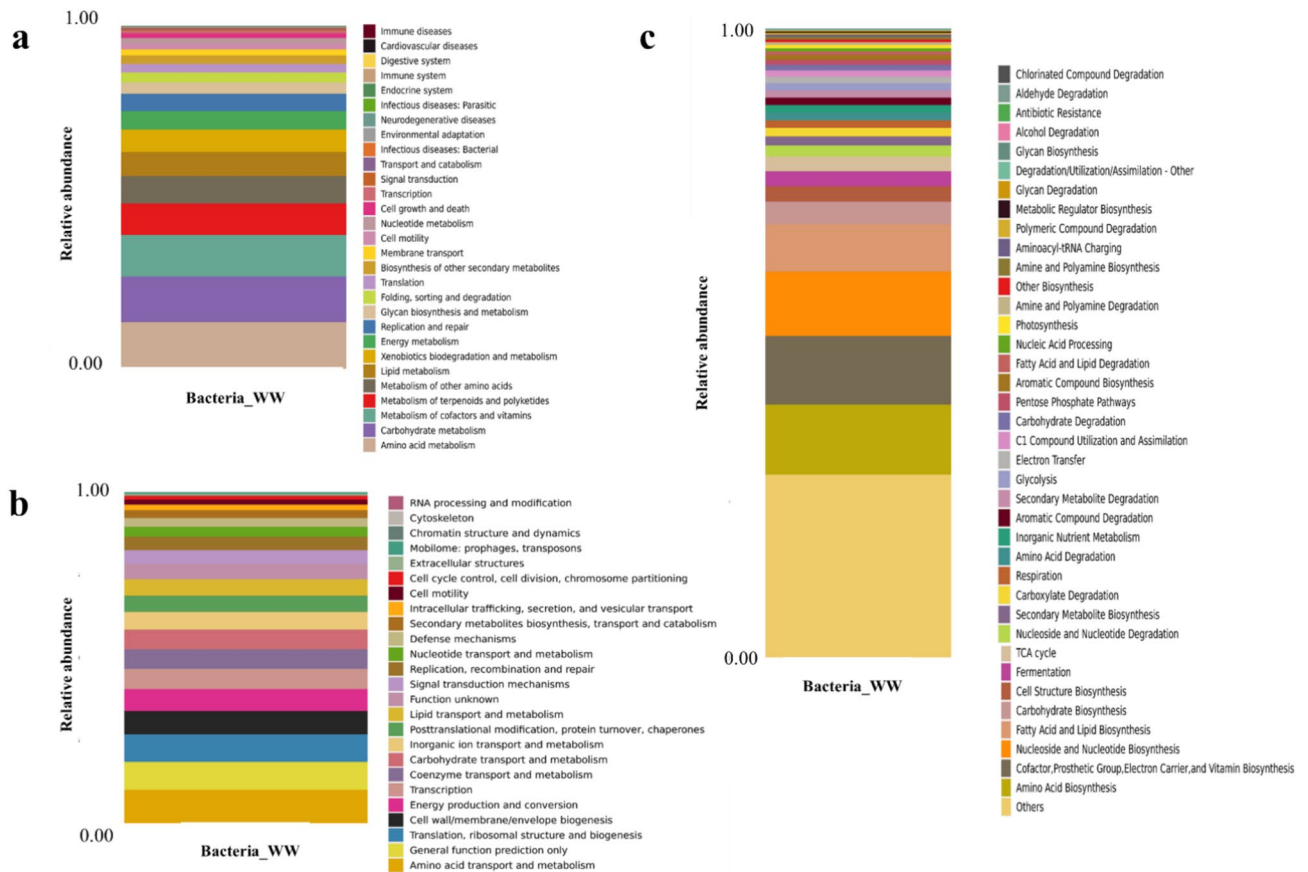 a
1.00
Relative abundance
0.00
Bacteria_WW
Immune diseases
Cardiovascular diseases
Digestive system
Immune system
Endocrine system
Infectious diseases: Parasitic
Neurodegenerative diseases
Environmental adaptation
Infectious diseases: Bacterial
Transport and catabolism
Signal transduction
Transcription
Cell growth and death
Nucleotide metabolism
Cell motility
Membrane transport
Biosynthesis of other secondary metabolites
Translation
Folding, sorting and degradation
Glycan biosynthesis and metabolism
Replication and repair
Energy metabolism
Xenobiotics biodegradation and metabolism
Lipid metabolism
Metabolism of other amino acids
Metabolism of terpenoids and polyketides
Metabolism of cofactors and vitamins
Carbohydrate metabolism
Amino acid metabolism
b
1.00
Relative abundance
0.00
Bacteria_WW
RNA processing and modification
Cytoskeleton
Chromatin structure and dynamics
Mobilome: prophages, transposons
Extracellular structures
Cell cycle control, cell division, chromosome partitioning
Cell motility
Intracellular trafficking, secretion, and vesicular transport
Secondary metabolites biosynthesis, transport and catabolism
Defense mechanisms
Nucleotide transport and metabolism
Replication, recombination and repair
Signal transduction mechanisms
Function unknown
Lipid transport and metabolism
Posttranslational modification, protein turnover, chaperones
Inorganic ion transport and metabolism
Carbohydrate transport and metabolism
Coenzyme transport and metabolism
Transcription
Energy production and conversion
Cell wall/membrane/envelope biogenesis
Translation, ribosomal structure and biogenesis
General function prediction only
Amino acid transport and metabolism
c
1.00
Relative abundance
0.00
Bacteria_WW
Chlorinated Compound Degradation
Aldehyde Degradation
Antibiotic Resistance
Alcohol Degradation
Glycan Biosynthesis
Degradation/Utilization/Assimilation - Other
Glycan Degradation
Metabolic Regulator Biosynthesis
Polymeric Compound Degradation
Aminoacyl-tRNA Charging
Amine and Polyamine Biosynthesis
Other Biosynthesis
Amine and Polyamine Degradation
Photosynthesis
Nucleic Acid Processing
Fatty Acid and Lipid Degradation
Aromatic Compound Biosynthesis
Pentose Phosphate Pathways
Carbohydrate Degradation
C1 Compound Utilization and Assimilation
Electron Transfer
Glycolysis
Secondary Metabolite Degradation
Aromatic Compound Degradation
Inorganic Nutrient Metabolism
Amino Acid Degradation
Respiration
Carboxylate Degradation
Secondary Metabolite Biosynthesis
Nucleoside and Nucleotide Degradation
TCA cycle
Fermentation
Cell Structure Biosynthesis
Carbohydrate Biosynthesis
Fatty Acid and Lipid Biosynthesis
Nucleoside and Nucleotide Biosynthesis
Cofactor,Prosthetic Group,Electron Carrier,and Vitamin Biosynthesis
Amino Acid Biosynthesis
Others